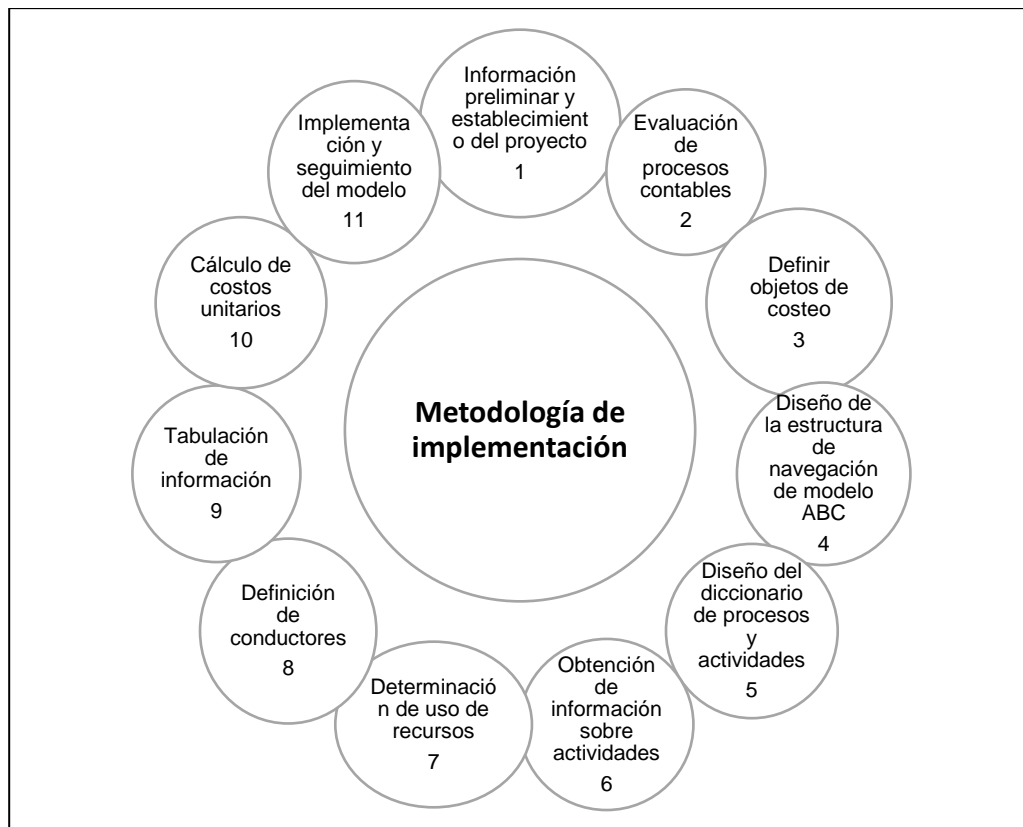 Metodología de
implementación
Información
preliminar y
establecimient
o del proyecto
1
Evaluación
de
procesos
contables
2
Definir
objetos de
costeo
3
Diseño de
la estructura
de
navegación
de modelo
ABC
4
Diseño del
diccionario
de procesos
y
actividades
5
Obtención
de
información
sobre
actividades
6
Determinació
n de uso de
recursos
7
Definición
de
conductores
8
Tabulación
de
información
9
Cálculo de
costos
unitarios
10
Implementa
ción y
seguimiento
del modelo
11